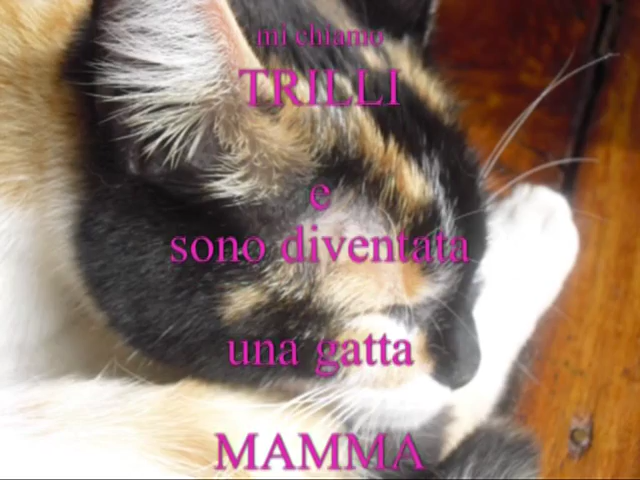 mi chiamo
TRILLI
e
sono diventata
una gatta
MAMMA